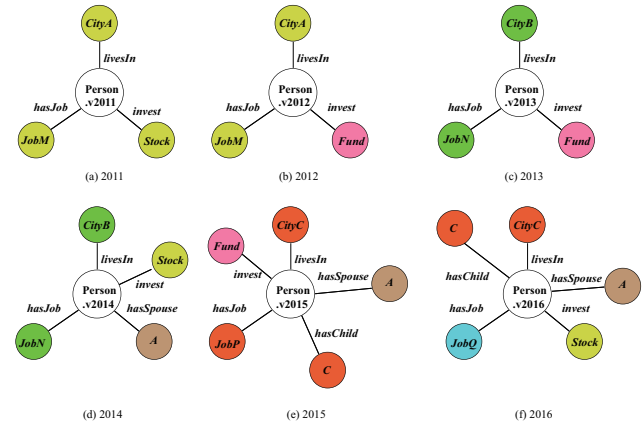 CityA
livesIn
Person
.v2011
hasJob
invest
JobM
Stock
(a) 2011
CityA
livesIn
Person
.v2012
hasJob
invest
JobM
Fund
(b) 2012
CityB
livesIn
Person
.v2013
hasJob
invest
JobN
Fund
(c) 2013
CityB
livesIn
Stock
invest
Person
.v2014
hasJob
hasSpouse
JobN
A
(d) 2014
CityC
Fund
livesIn
invest
hasSpouse
A
Person
.v2015
hasJob
hasChild
JobP
C
(e) 2015
C
CityC
livesIn
hasChild
hasSpouse
A
Person
.v2016
hasJob
invest
JobQ
Stock
(f) 2016